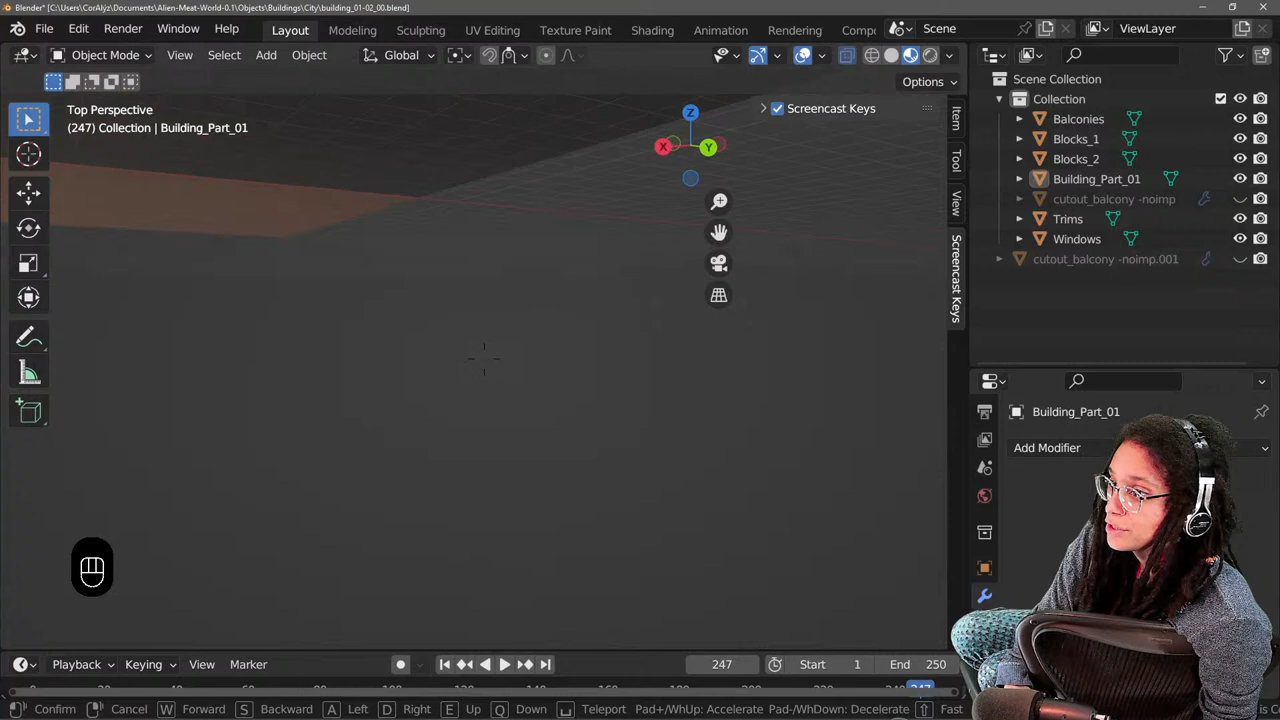 Blender* [C:\Users\CorAlyz\Documents\Alien-Meat-World-0.1\Objects\Buildings\City\building_01-02_00.blend]
File Edit Render Window Help Layout Modeling Sculpting UV Editing Texture Paint Shading Animation Rendering Comp Scene ViewLayer
Object Mode View Select Add Object Global
Options
Top Perspective
(247) Collection | Building_Part_01
Screencast Keys
Z
X Y
Item
Tool
View
Screencast Keys
Scene Collection
Collection
Balconies
Blocks_1
Blocks_2
Building_Part_01
cutout_balcony -noimp
Trims
Windows
cutout_balcony -noimp.001
Building_Part_01
Add Modifier
Playback Keying View Marker 247 Start 1 End 250
Confirm Cancel W Forward S Backward A Left D Right E Up Q Down Teleport Pad+/WhUp: Accelerate Pad-/WhDown: Decelerate